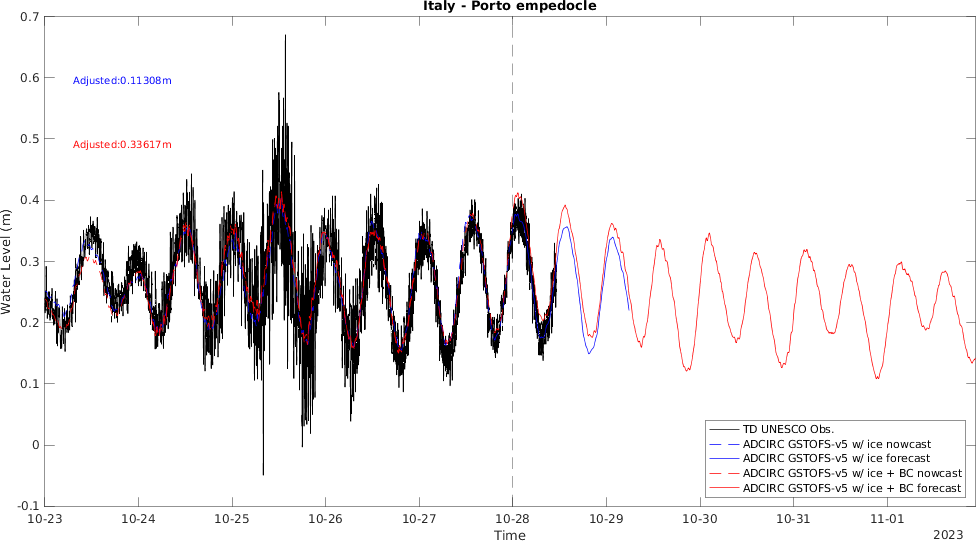 Italy - Porto empedocle
0.7
0.6
0.5
0.4
0.3
0.2
0.1
0
-0.1
Water Level (m)
Adjusted:0.11308m
Adjusted:0.33617m
TD UNESCO Obs.
ADCIRC GSTOFS-v5 w/ ice nowcast
ADCIRC GSTOFS-v5 w/ ice forecast
ADCIRC GSTOFS-v5 w/ ice + BC nowcast
ADCIRC GSTOFS-v5 w/ ice + BC forecast
10-23 10-24 10-25 10-26 10-27 10-28 10-29 10-30 10-31 11-01
Time
2023